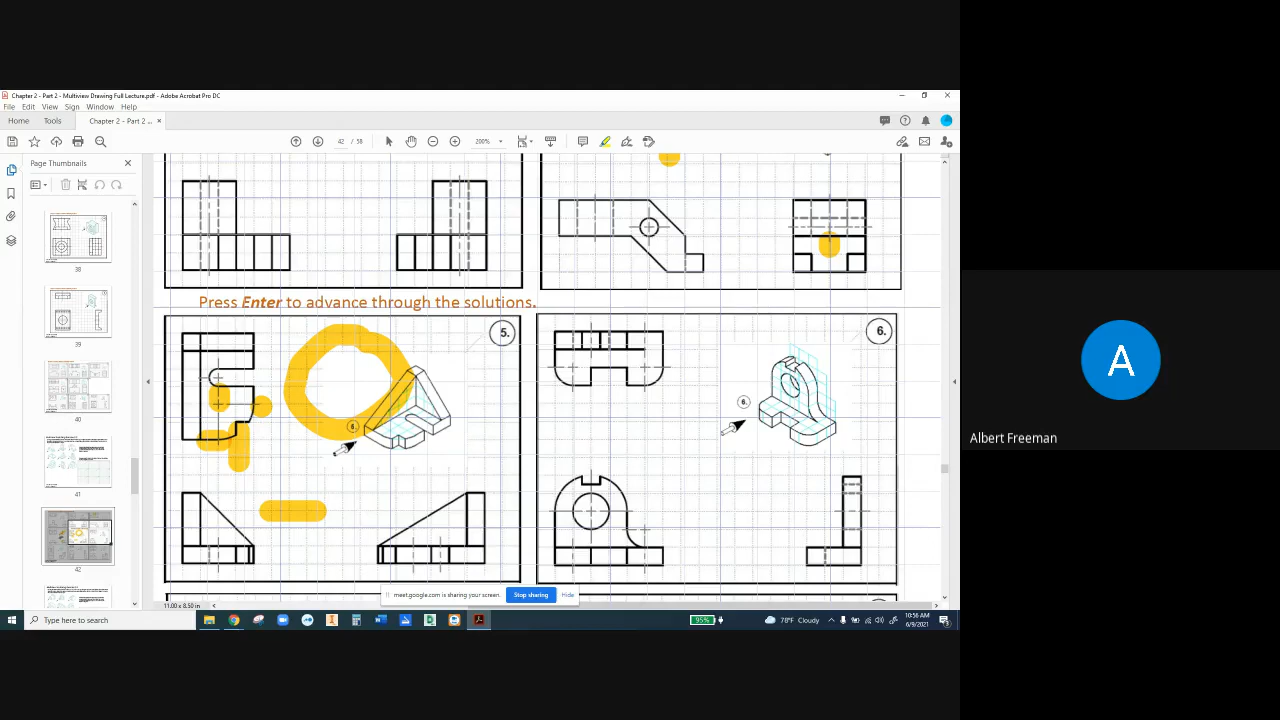 Chapter 2 - Part 2 - Multiview Drawing Full Lecture.pdf - Adobe Acrobat Pro DC
File Edit View Sign Window Help
Home Tools Chapter 2 - Part 2 ... ×
42 / 58 200%
Page Thumbnails
38
39
40
41
42
Press Enter to advance through the solutions.
5.
6.
6.
6.
11.00 x 8.50 in
meet.google.com is sharing your screen. Stop sharing Hide
Type here to search
95%
78°F Cloudy
10:56 AM
6/9/2021
A
Albert Freeman